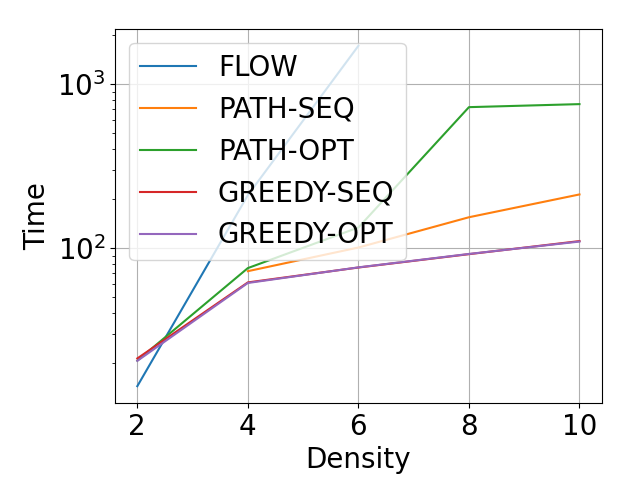 FLOW
PATH-SEQ
PATH-OPT
GREEDY-SEQ
GREEDY-OPT
10³
10²
Time
2 4 6 8 10
Density